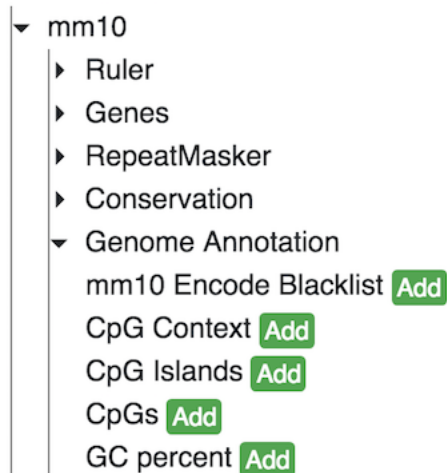 mm10
Ruler
Genes
RepeatMasker
Conservation
Genome Annotation
mm10 Encode Blacklist Add
CpG Context Add
CpG Islands Add
CpGs Add
GC percent Add